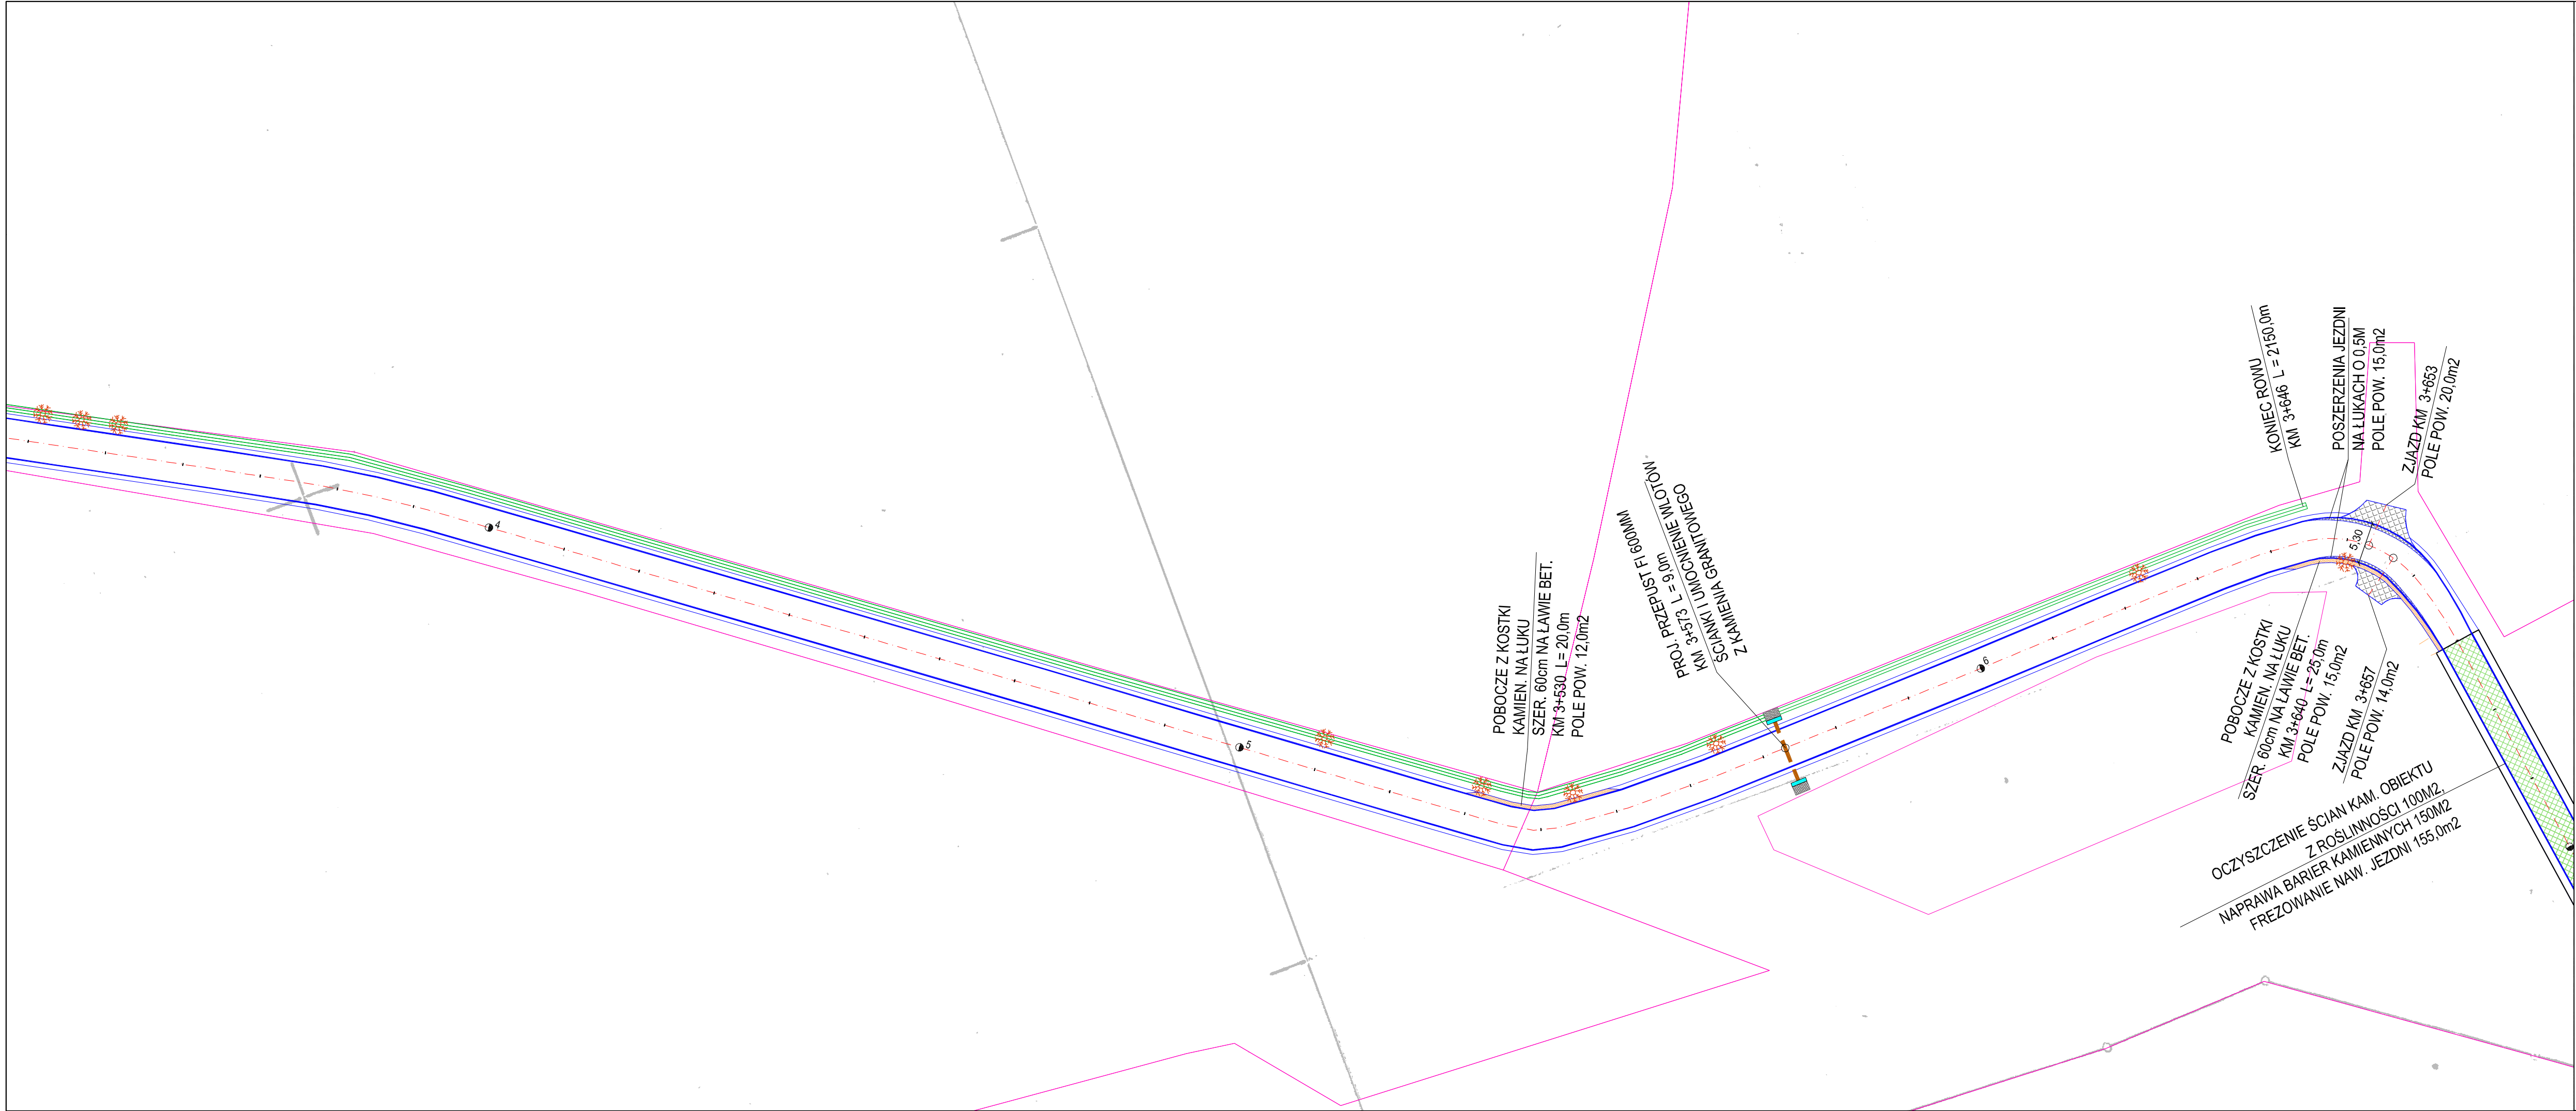 4
5
POBOCZE Z KOSTKI
KAMIEN. NA ŁUKU
SZER. 60cm NA ŁAWIE BET.
KM 3+530 L= 20,0m
POLE POW. 12,0m2
PROJ. PRZEPUST FI 600MM
KM 3+573 L = 9,0m
ŚCIANKI I UMOCNIENIE WLOTÓW
Z KAMIENIA GRANITOWEGO
6
KONIEC ROWU
KM 3+646 L = 2150,0m
POSZERZENIA JEZDNI
NA ŁUKACH O 0,5M
POLE POW. 15,0m2
ZJAZD KM 3+653
POLE POW. 20,0m2
5,30
POBOCZE Z KOSTKI
KAMIEN. NA ŁUKU
SZER. 60cm NA ŁAWIE BET.
KM 3+640 L= 25,0m
POLE POW. 15,0m2
ZJAZD KM 3+657
POLE POW. 14,0m2
OCZYSZCZENIE ŚCIAN KAM. OBIEKTU
Z ROŚLINNOŚCI 100M2,
NAPRAWA BARIER KAMIENNYCH 150M2
FREZOWANIE NAW. JEZDNI 155,0m2